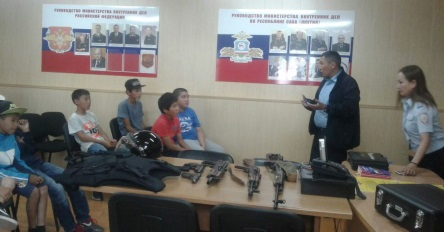 РУКОВОДСТВО МИНИСТЕРСТВА ВНУТРЕННИХ ДЕЛ
РОССИЙСКОЙ ФЕДЕРАЦИИ
РУКОВОДСТВО МИНИСТЕРСТВА ВНУТРЕННИХ ДЕЛ
ПО РЕСПУБЛИКЕ САХА (ЯКУТИЯ)